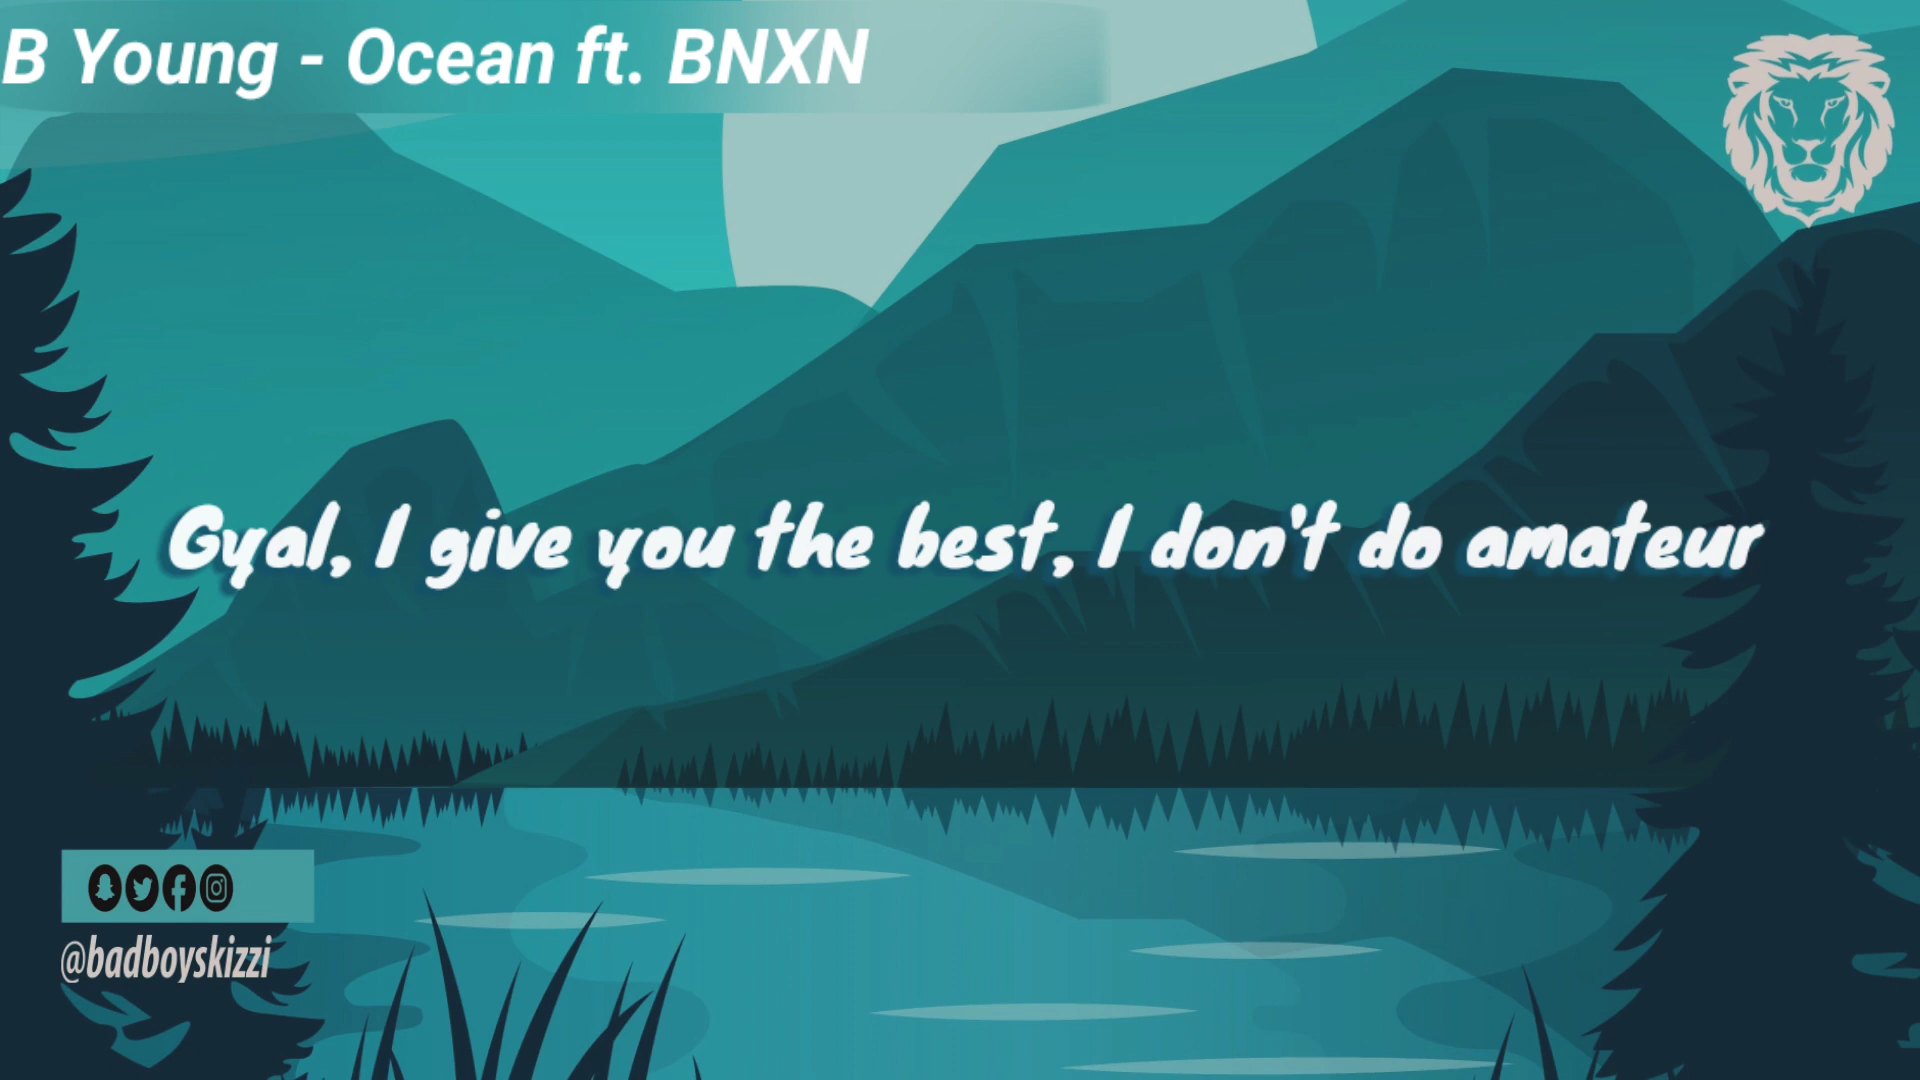 B Young - Ocean ft. BNXN
Gyal, I give you the best, I don't do amateur
@badboyskizzi